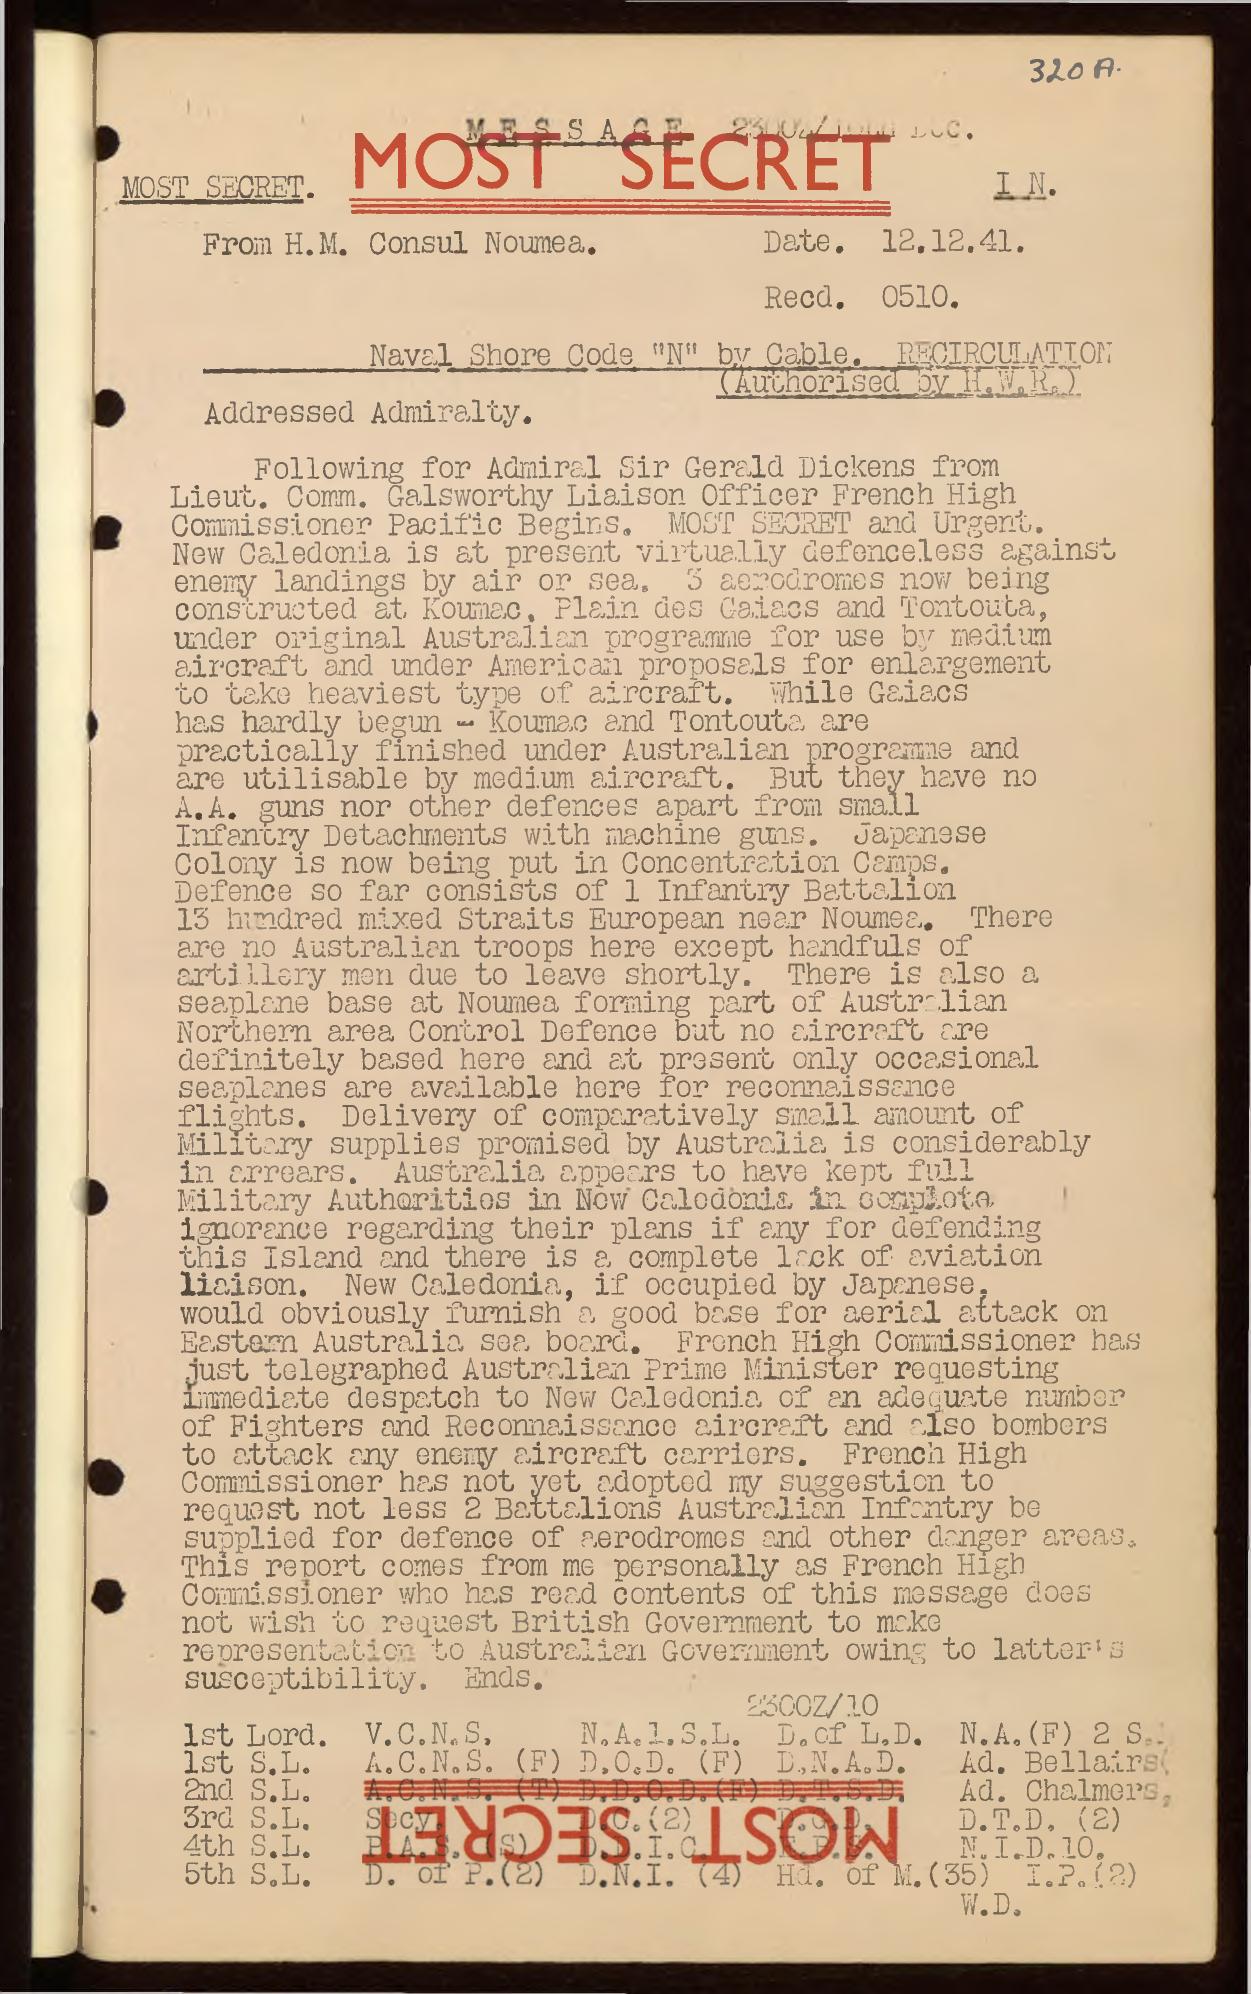 320 A.
MESSAGE 2300Z/10th Dec.
MOST SECRET
MOST SECRET.
I N.
From H.M. Consul Noumea. Date. 12.12.41.
Recd. 0510.
Naval Shore Code "N" by Cable. RECIRCULATION
(Authorised by H.W.R.)
Addressed Admiralty.
Following for Admiral Sir Gerald Dickens from
Lieut. Comm. Galsworthy Liaison Officer French High
Commissioner Pacific Begins. MOST SECRET and Urgent.
New Caledonia is at present virtually defenceless against
enemy landings by air or sea. 3 aerodromes now being
constructed at Koumac, Plain des Gaiacs and Tontouta,
under original Australian programme for use by medium
aircraft and under American proposals for enlargement
to take heaviest type of aircraft. While Gaiacs
has hardly begun - Koumac and Tontouta are
practically finished under Australian programme and
are utilisable by medium aircraft. But they have no
A.A. guns nor other defences apart from small
Infantry Detachments with machine guns. Japanese
Colony is now being put in Concentration Camps.
Defence so far consists of 1 Infantry Battalion
13 hundred mixed Straits European near Noumea. There
are no Australian troops here except handfuls of
artillery men due to leave shortly. There is also a
seaplane base at Noumea forming part of Australian
Northern area Control Defence but no aircraft are
definitely based here and at present only occasional
seaplanes are available here for reconnaissance
flights. Delivery of comparatively small amount of
Military supplies promised by Australia is considerably
in arrears. Australia appears to have kept full
Military Authorities in New Caledonia in complete
ignorance regarding their plans if any for defending
this Island and there is a complete lack of aviation
liaison. New Caledonia, if occupied by Japanese,
would obviously furnish a good base for aerial attack on
Eastern Australia sea board. French High Commissioner has
just telegraphed Australian Prime Minister requesting
immediate despatch to New Caledonia of an adequate number
of Fighters and Reconnaissance aircraft and also bombers
to attack any enemy aircraft carriers. French High
Commissioner has not yet adopted my suggestion to
request not less 2 Battalions Australian Infantry be
supplied for defence of aerodromes and other danger areas.
This report comes from me personally as French High
Commissioner who has read contents of this message does
not wish to request British Government to make
representation to Australian Government owing to latter's
susceptibility. Ends.
2300Z/10
1st Lord. V.C.N.S. N.A.1.S.L. D.of L.D. N.A.(F) 2 S.
1st S.L. A.C.N.S. (F) D.O.D. (F) D.N.A.D. Ad. Bellairs
2nd S.L. A.C.N.S. (T) D.D.O.D.(F) D.T.S.D. Ad. Chalmers,
3rd S.L. Secy. D.C.(2) D.G.D. D.T.D. (2)
4th S.L. P.A.S. (S) D.D.I.C. E.P.S. N.I.D.10.
5th S.L. D. of P.(2) D.N.I. (4) Hd. of M.(35) I.P.(2)
W.D.
MOST SECRET